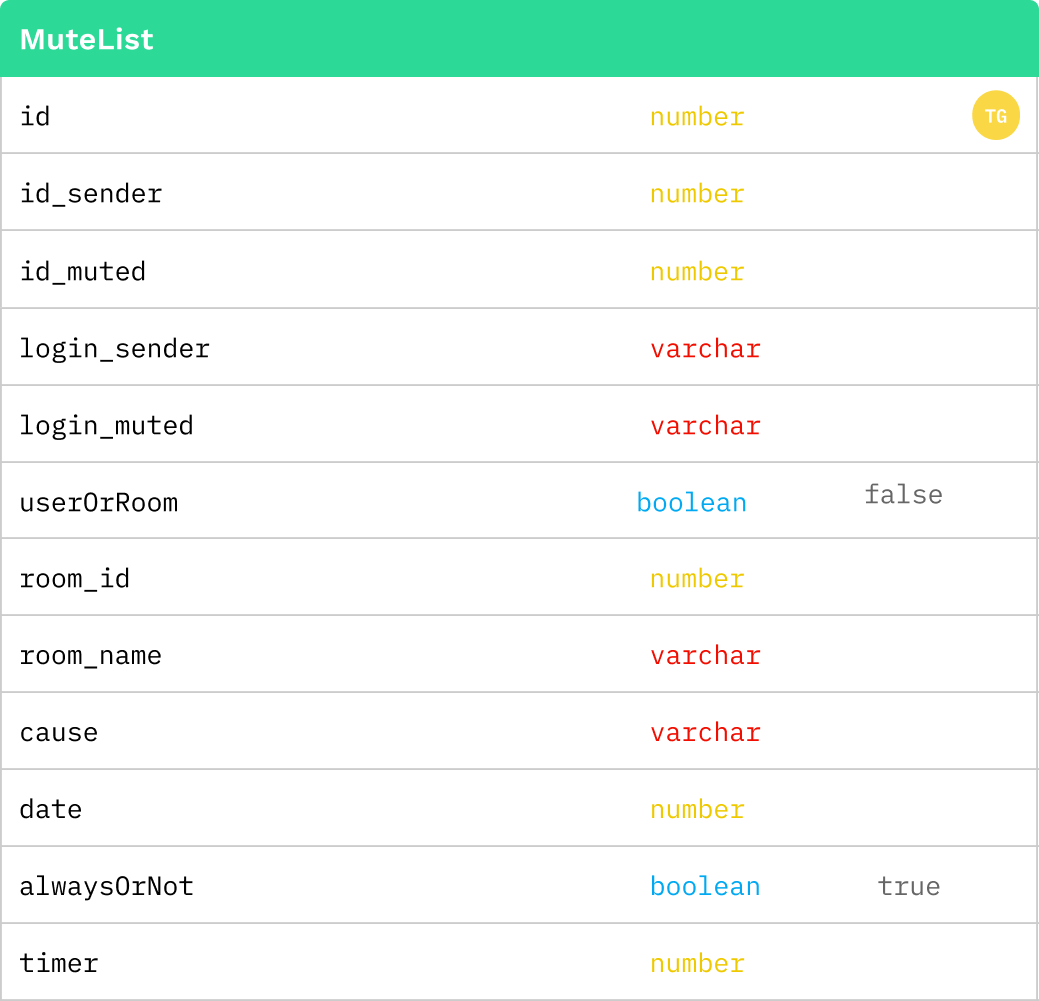 MuteList
id number TG
id_sender number
id_muted number
login_sender varchar
login_muted varchar
userOrRoom boolean false
room_id number
room_name varchar
cause varchar
date number
alwaysOrNot boolean true
timer number